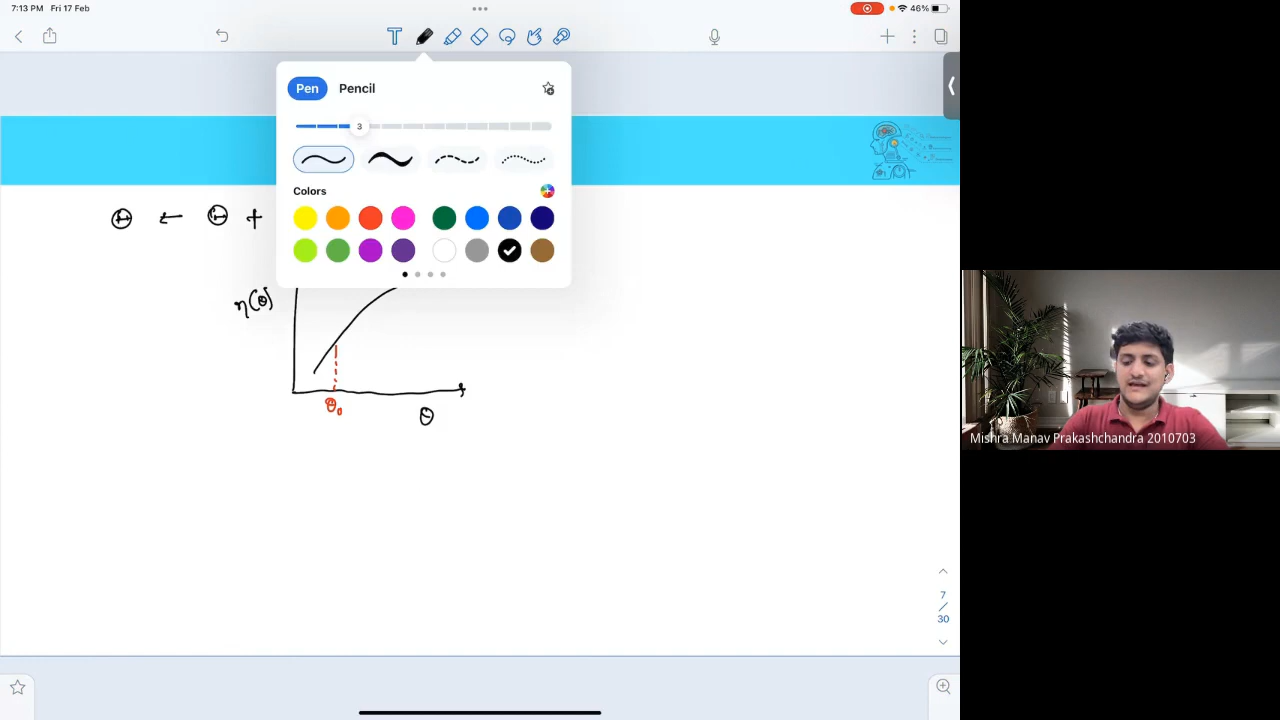 7:13 PM Fri 17 Feb
46%
T
Pen Pencil
3
Colors
Θ ← Θ +
η(θ)
θ₀
θ
7
/
30
Mishra Manav Prakashchandra 2010703